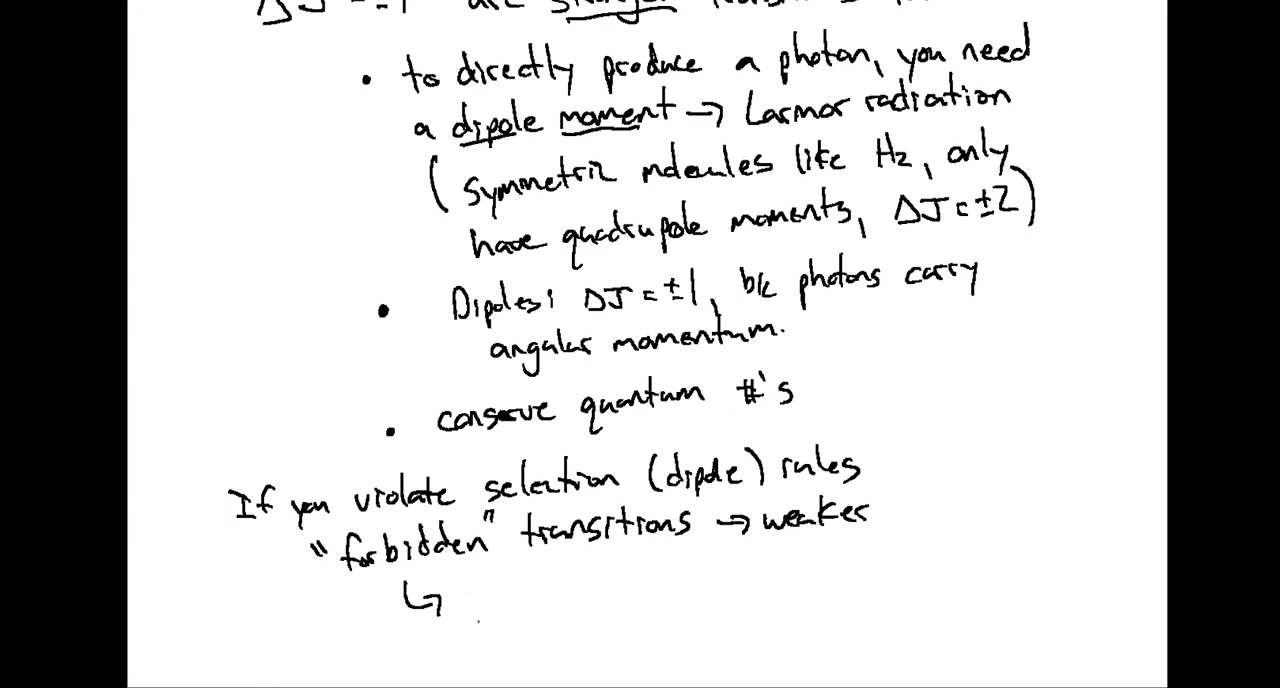 ΔJ
• to directly produce a photon, you need
a dipole moment → Larmor radiation
(symmetric molecules like H2, only
have quadrupole moments, ΔJ = ±2)
• Dipoles: ΔJ = ±1, b/c photons carry
angular momentum.
• conserve quantum #'s
If you violate selection (dipole) rules
"forbidden" transitions → weaker
↳